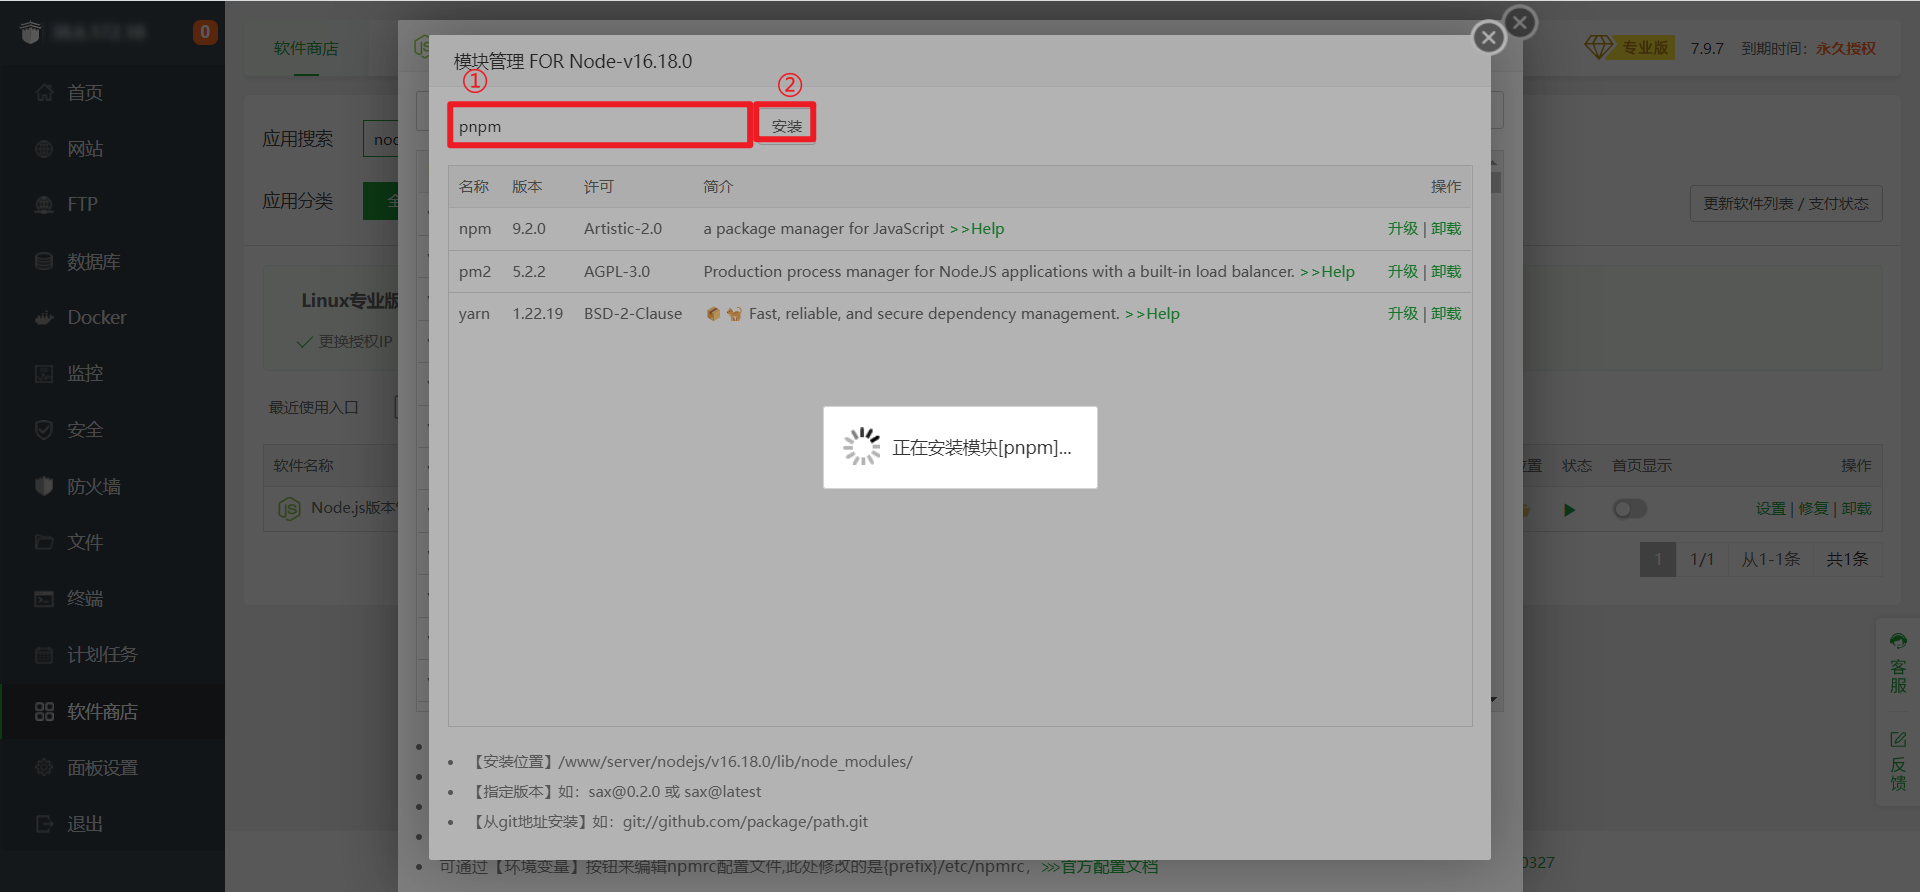 0
首页
网站
FTP
数据库
Docker
监控
安全
防火墙
文件
终端
计划任务
软件商店
面板设置
退出
软件商店
专业版 7.9.7 到期时间：永久授权
应用搜索 nod
应用分类
更新软件列表 / 支付状态
Linux专业版
更换授权IP
最近使用入口
软件名称
Node.js版本
状态 首页显示 操作
设置 | 修复 | 卸载
1 1/1 从1-1条 共1条
客服
反馈
0327
模块管理 FOR Node-v16.18.0
① ②
pnpm 安装
名称 版本 许可 简介 操作
npm 9.2.0 Artistic-2.0 a package manager for JavaScript >>Help 升级 | 卸载
pm2 5.2.2 AGPL-3.0 Production process manager for Node.JS applications with a built-in load balancer. >>Help 升级 | 卸载
yarn 1.22.19 BSD-2-Clause 📦🐈 Fast, reliable, and secure dependency management. >>Help 升级 | 卸载
正在安装模块[pnpm]...
【安装位置】/www/server/nodejs/v16.18.0/lib/node_modules/
【指定版本】如：sax@0.2.0 或 sax@latest
【从git地址安装】如：git://github.com/package/path.git
可通过【环境变量】按钮来编辑npmrc配置文件,此处修改的是{prefix}/etc/npmrc，>>>官方配置文档